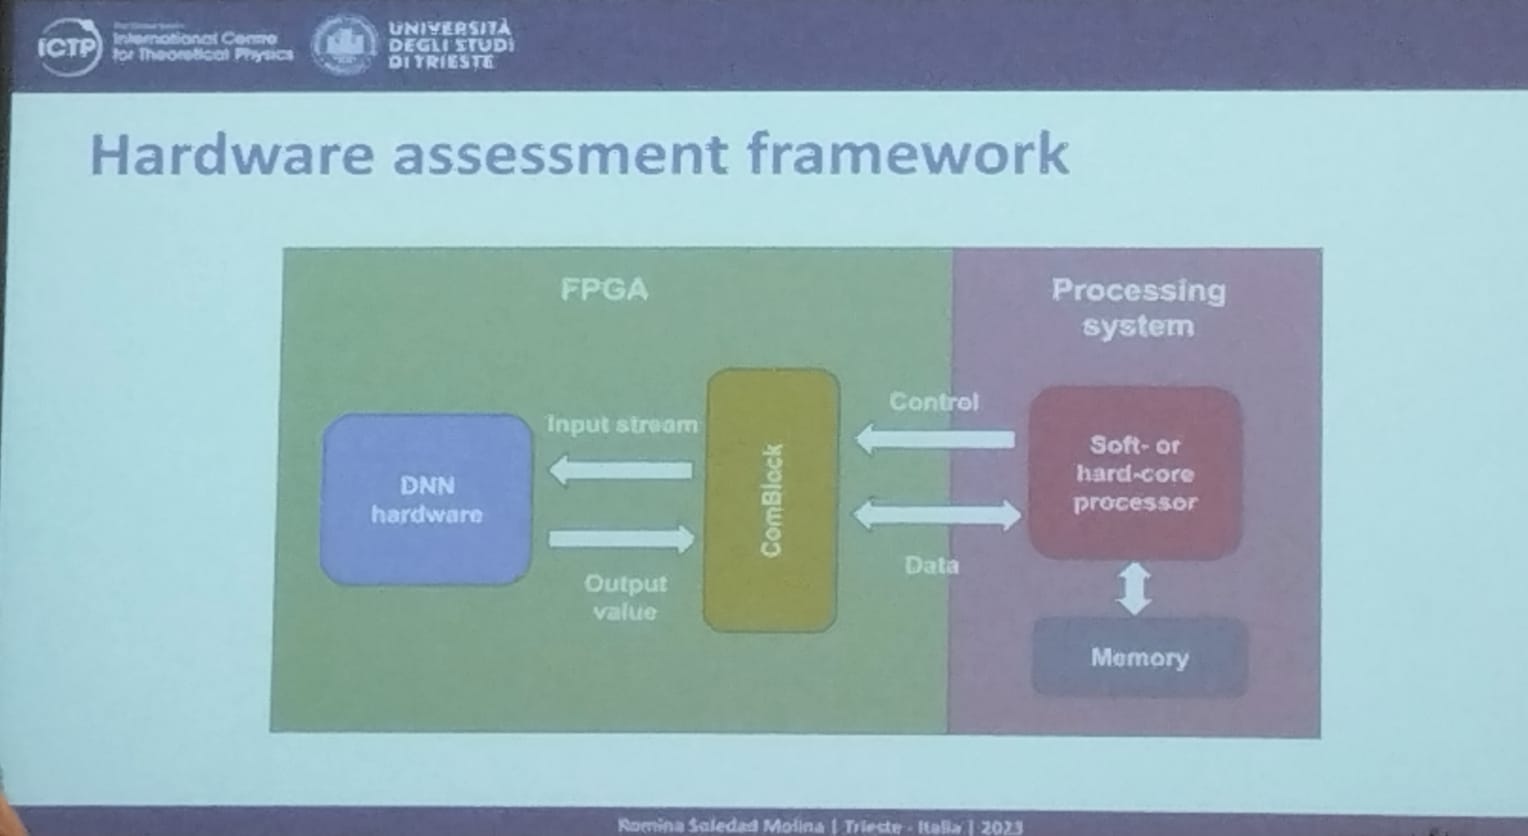 ICTP
International Centre
for Theoretical Physics
UNIVERSITÀ
DEGLI STUDI
DI TRIESTE
Hardware assessment framework
FPGA
Processing
system
DNN
hardware
Input stream
Output
value
ComBlock
Control
Data
Soft- or
hard-core
processor
Memory
Romina Soledad Molina | Trieste - Italia | 2023